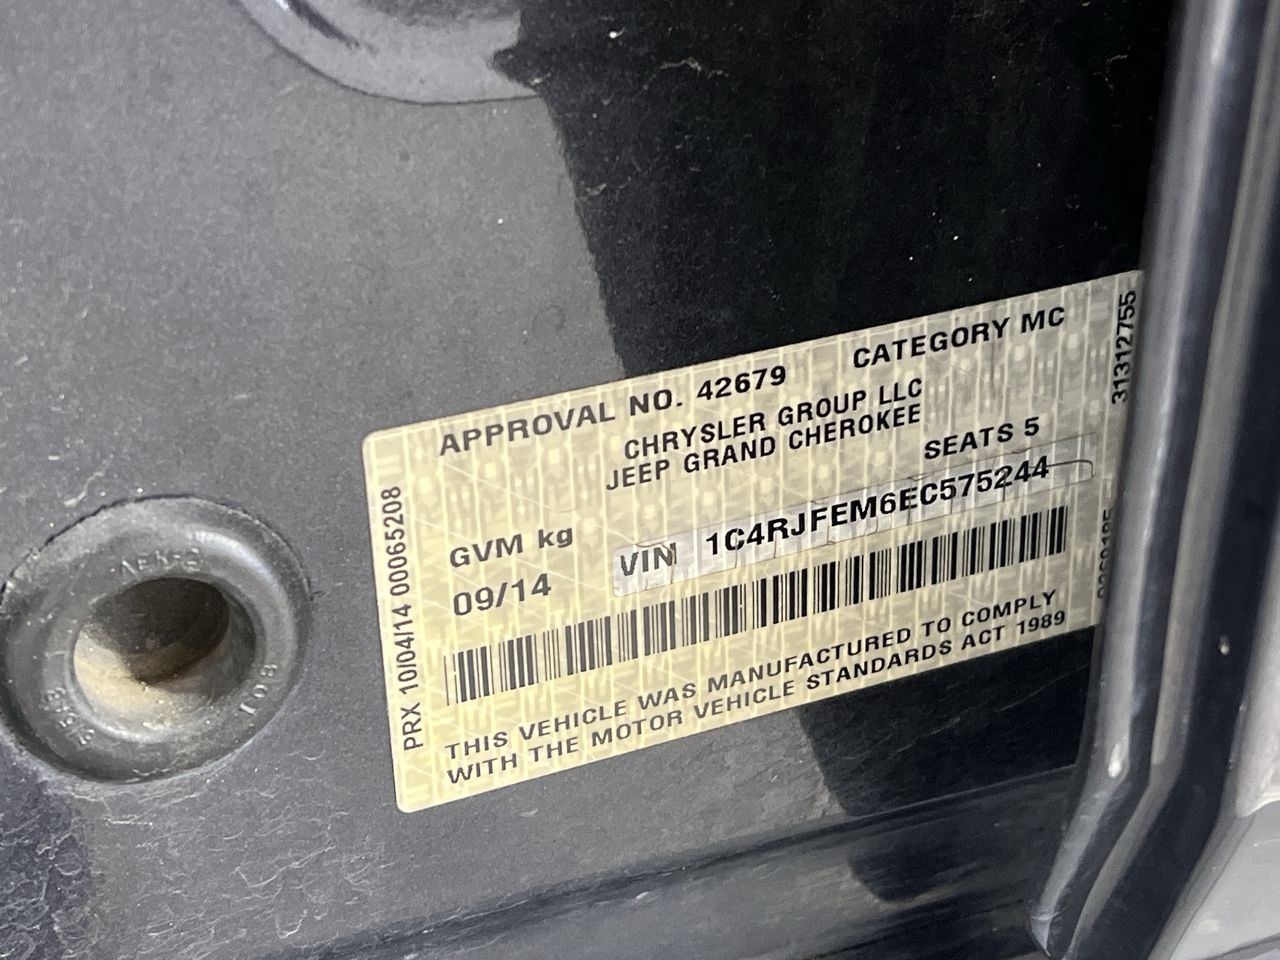 APPROVAL NO. 42679 CATEGORY MC
CHRYSLER GROUP LLC
JEEP GRAND CHEROKEE
SEATS 5
GVM kg
VIN 1C4RJFEM6EC575244
09/14
THIS VEHICLE WAS MANUFACTURED TO COMPLY
WITH THE MOTOR VEHICLE STANDARDS ACT 1989
PRX 10/04/14 00065208
31312755